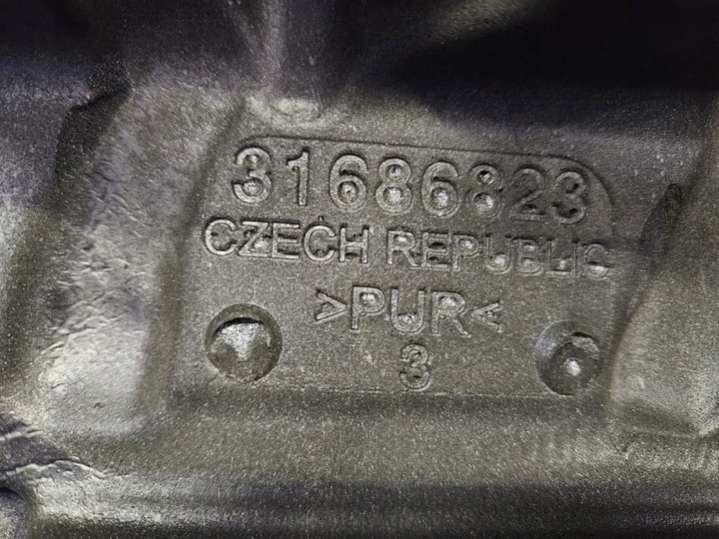 31686823
CZECH REPUBLIC
>PUR<
3